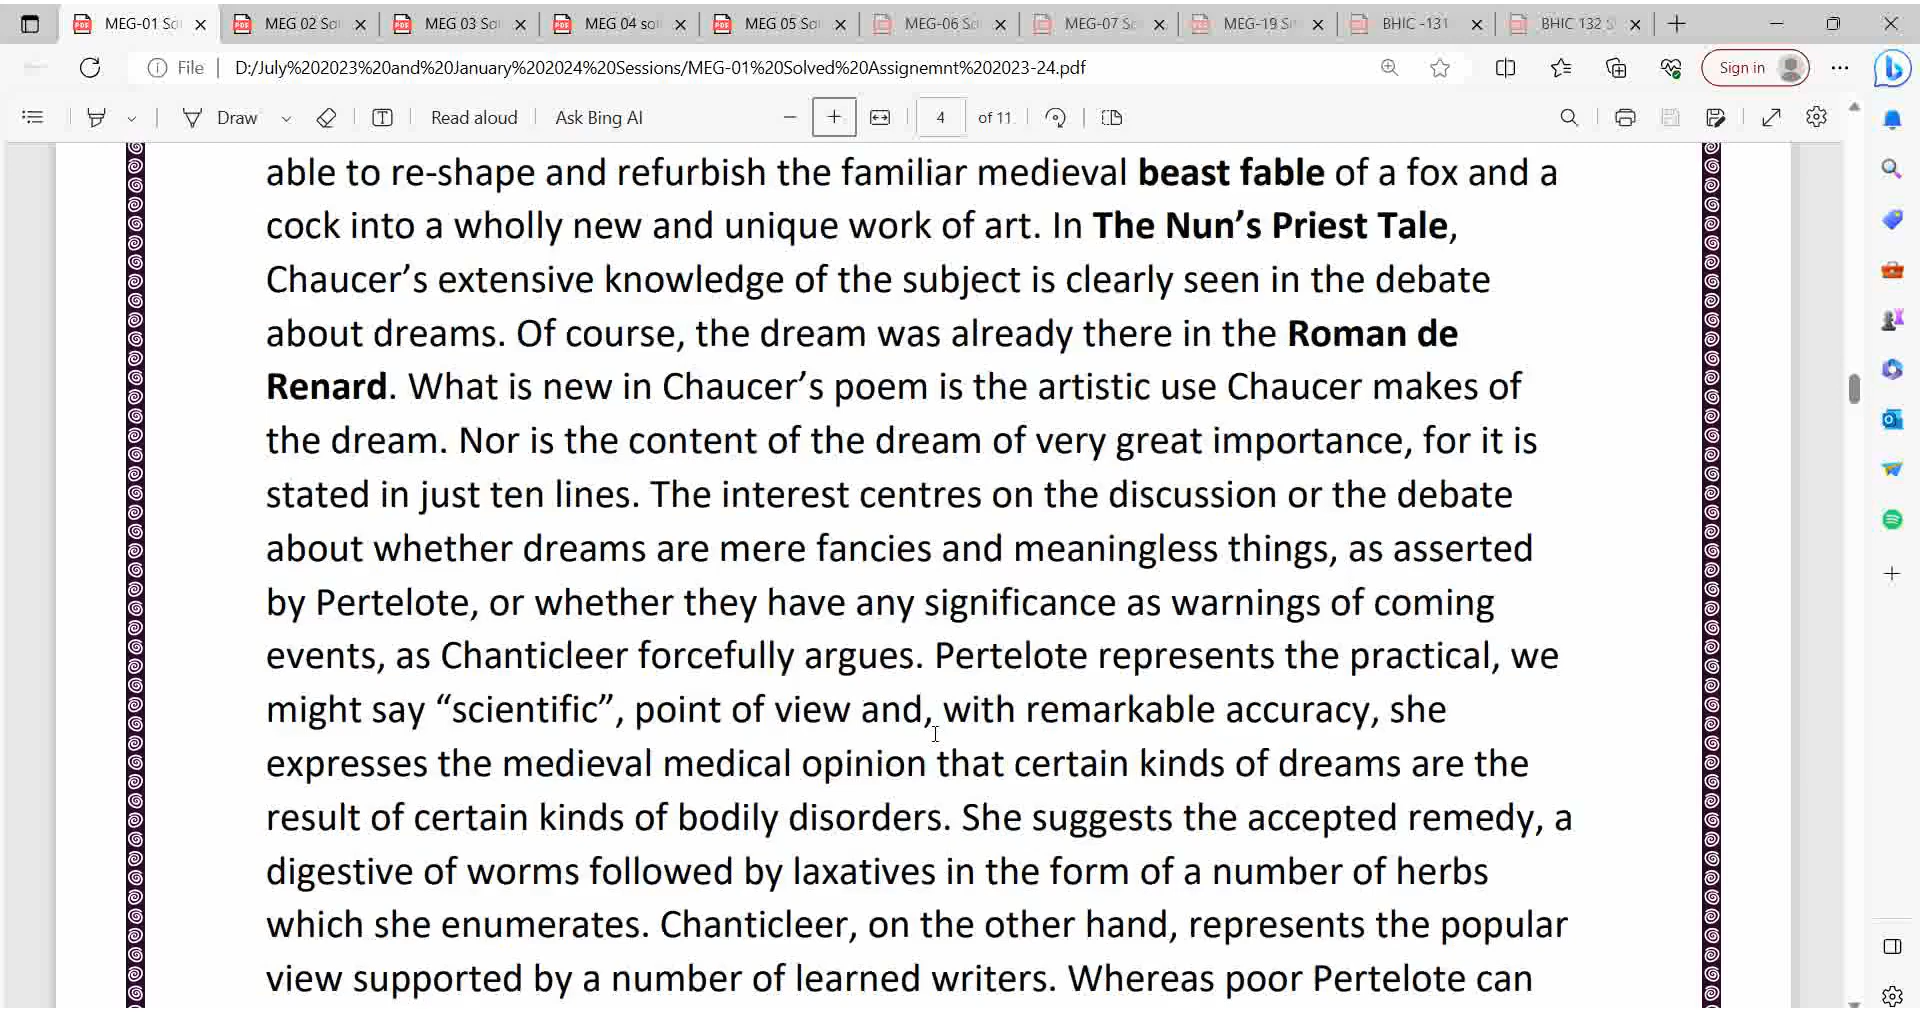 MEG-01 So
MEG 02 So
MEG 03 So
MEG 04 so
MEG 05 So
MEG-06 So
MEG-07 So
MEG-19 S
BHIC -131
BHIC 132 S
File
D:/July%202023%20and%20January%202024%20Sessions/MEG-01%20Solved%20Assignemnt%202023-24.pdf
Sign in
Draw
Read aloud
Ask Bing AI
4
of 11
able to re-shape and refurbish the familiar medieval beast fable of a fox and a
cock into a wholly new and unique work of art. In The Nun’s Priest Tale,
Chaucer’s extensive knowledge of the subject is clearly seen in the debate
about dreams. Of course, the dream was already there in the Roman de
Renard. What is new in Chaucer’s poem is the artistic use Chaucer makes of
the dream. Nor is the content of the dream of very great importance, for it is
stated in just ten lines. The interest centres on the discussion or the debate
about whether dreams are mere fancies and meaningless things, as asserted
by Pertelote, or whether they have any significance as warnings of coming
events, as Chanticleer forcefully argues. Pertelote represents the practical, we
might say “scientific”, point of view and, with remarkable accuracy, she
expresses the medieval medical opinion that certain kinds of dreams are the
result of certain kinds of bodily disorders. She suggests the accepted remedy, a
digestive of worms followed by laxatives in the form of a number of herbs
which she enumerates. Chanticleer, on the other hand, represents the popular
view supported by a number of learned writers. Whereas poor Pertelote can